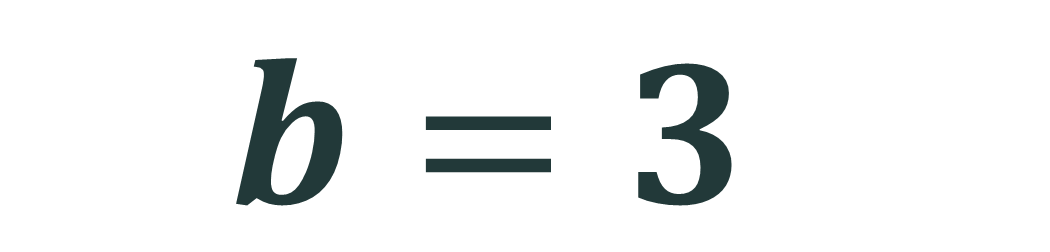 b = 3